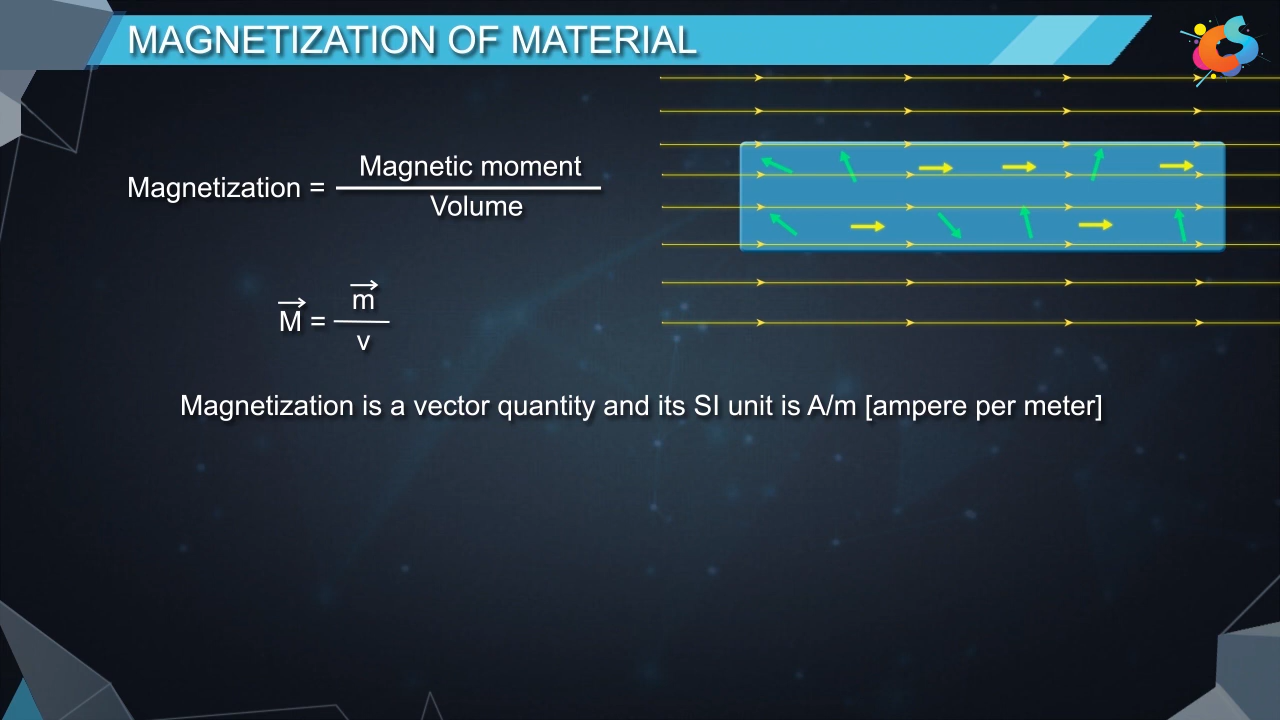 MAGNETIZATION OF MATERIAL
CS
Magnetization = Magnetic moment
Volume
M = m
v
Magnetization is a vector quantity and its SI unit is A/m [ampere per meter]